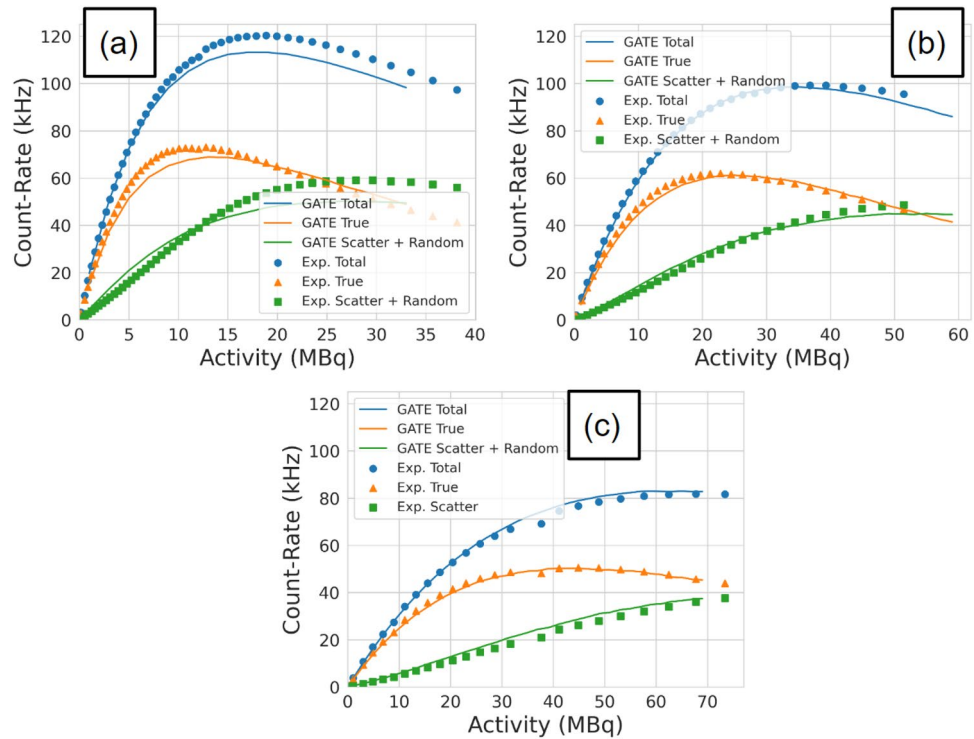 (a)
120
100
80
60
40
20
0
Count-Rate (kHz)
GATE Total
GATE True
GATE Scatter + Random
Exp. Total
Exp. True
Exp. Scatter + Random
0 5 10 15 20 25 30 35 40
Activity (MBq)
(b)
120
100
80
60
40
20
0
GATE Total
GATE True
GATE Scatter + Random
Exp. Total
Exp. True
Exp. Scatter + Random
0 10 20 30 40 50 60
Activity (MBq)
(c)
120
100
80
60
40
20
0
Count-Rate (kHz)
GATE Total
GATE True
GATE Scatter + Random
Exp. Total
Exp. True
Exp. Scatter
0 10 20 30 40 50 60 70
Activity (MBq)